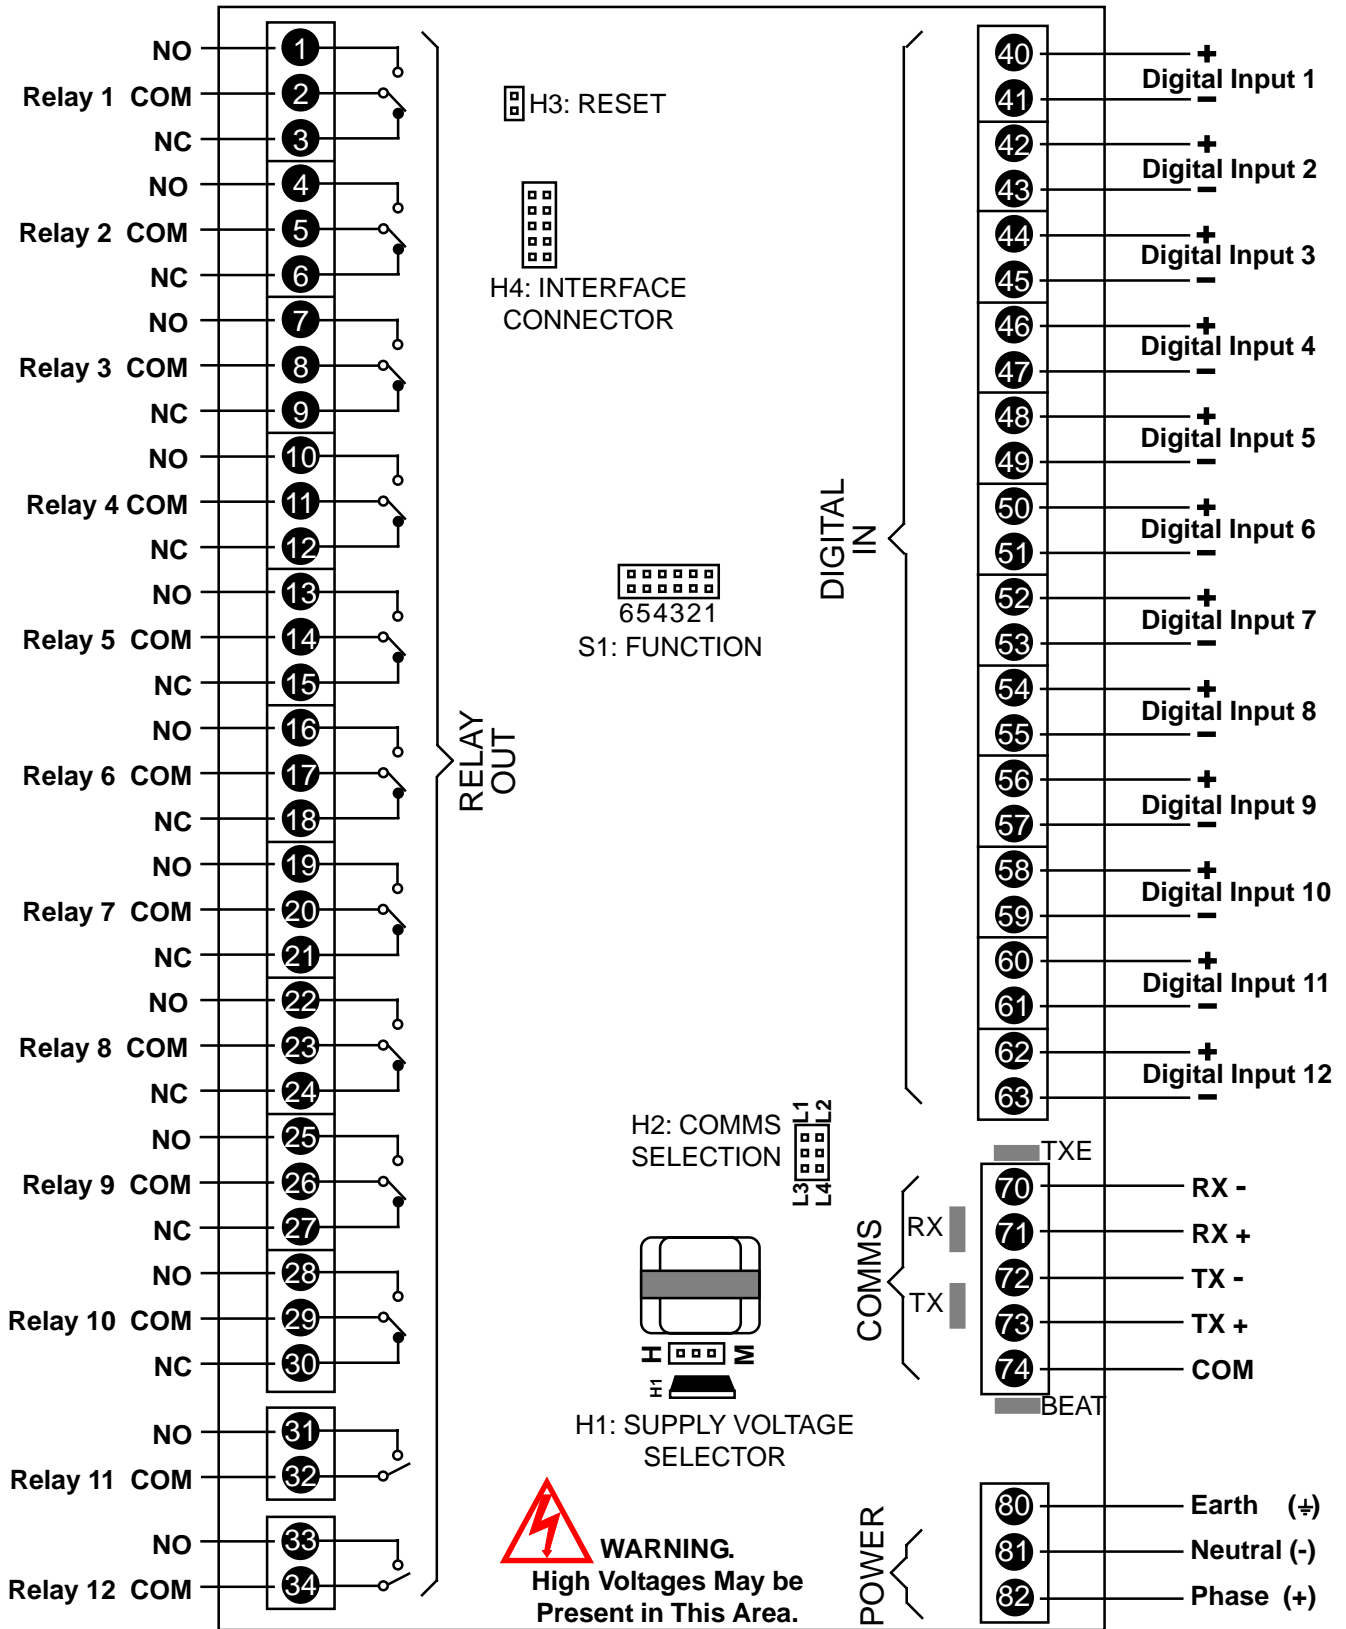 NO 1
Relay 1 COM 2
NC 3
NO 4
Relay 2 COM 5
NC 6
NO 7
Relay 3 COM 8
NC 9
NO 10
Relay 4 COM 11
NC 12
NO 13
Relay 5 COM 14
NC 15
NO 16
Relay 6 COM 17
NC 18
NO 19
Relay 7 COM 20
NC 21
NO 22
Relay 8 COM 23
NC 24
NO 25
Relay 9 COM 26
NC 27
NO 28
Relay 10 COM 29
NC 30
NO 31
Relay 11 COM 32
NO 33
Relay 12 COM 34
RELAY
OUT
H3: RESET
H4: INTERFACE
CONNECTOR
654321
S1: FUNCTION
H2: COMMS
SELECTION
L1 L2
L3 L4
H M
H1
H1: SUPPLY VOLTAGE
SELECTOR
WARNING.
High Voltages May be
Present in This Area.
DIGITAL
IN
40 +
Digital Input 1
41 −
42 +
Digital Input 2
43 −
44 +
Digital Input 3
45 −
46 +
Digital Input 4
47 −
48 +
Digital Input 5
49 −
50 +
Digital Input 6
51 −
52 +
Digital Input 7
53 −
54 +
Digital Input 8
55 −
56 +
Digital Input 9
57 −
58 +
Digital Input 10
59 −
60 +
Digital Input 11
61 −
62 +
Digital Input 12
63 −
TXE
COMMS
RX
TX
70 RX -
71 RX +
72 TX -
73 TX +
74 COM
BEAT
POWER
80 Earth (⏚)
81 Neutral (-)
82 Phase (+)